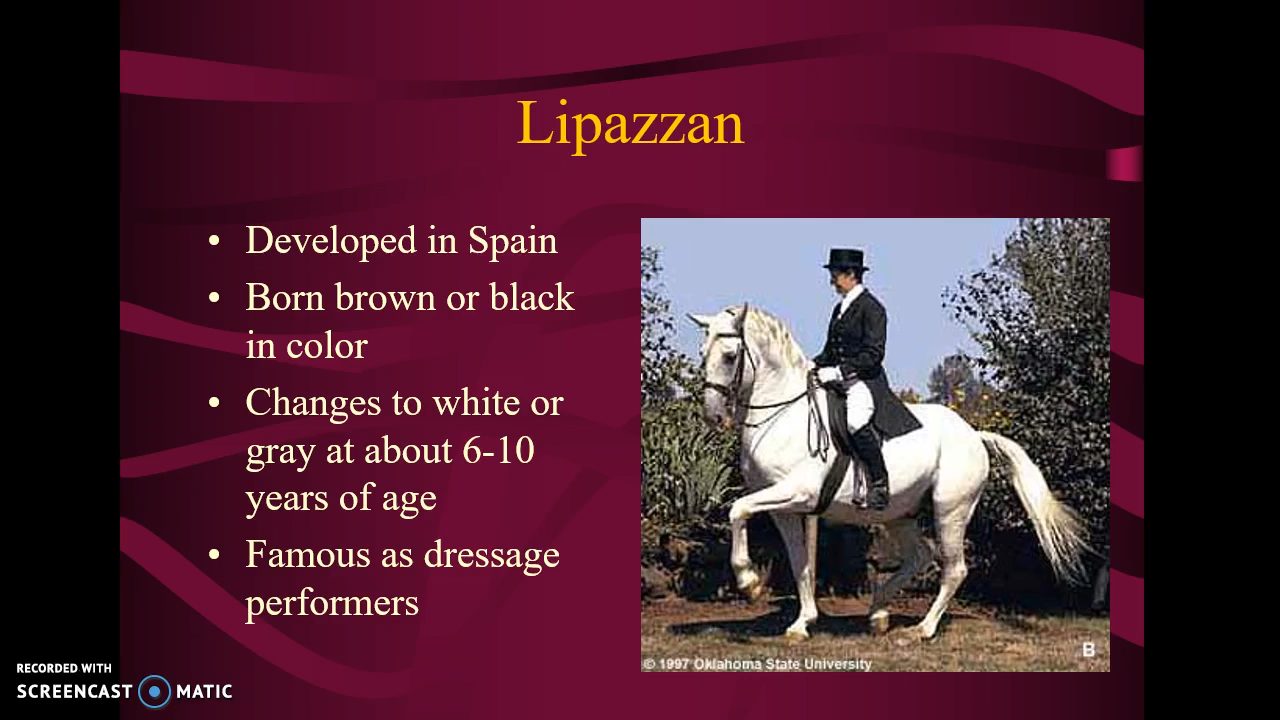 Lipazzan
• Developed in Spain
• Born brown or black
in color
• Changes to white or
gray at about 6-10
years of age
• Famous as dressage
performers
B
© 1997 Oklahoma State University
RECORDED WITH
SCREENCAST MATIC